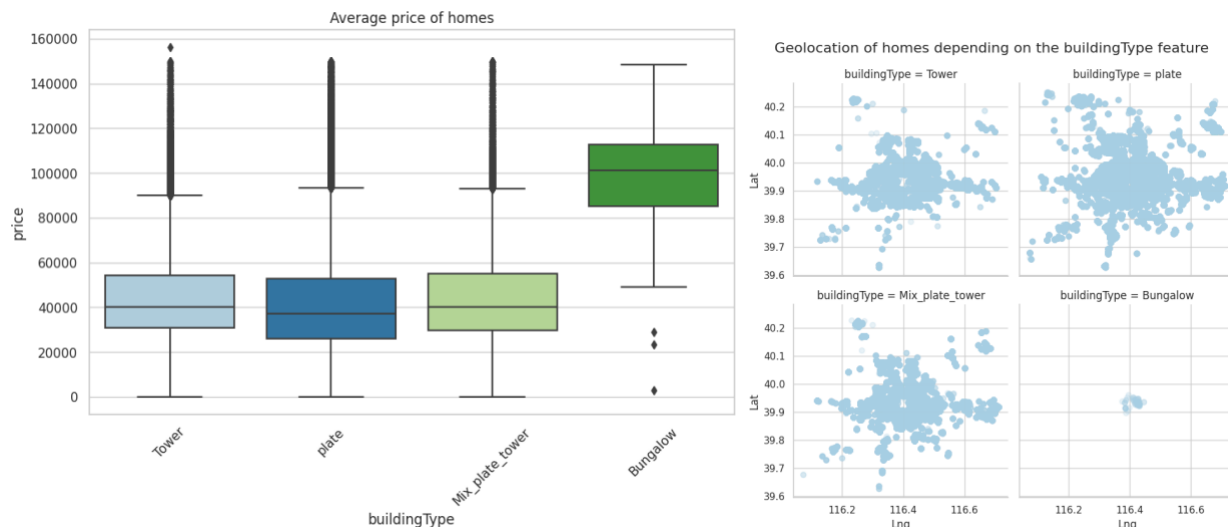 Average price of homes
160000
140000
120000
100000
80000
60000
40000
20000
0
price
Tower
plate
Mix_plate_tower
Bungalow
buildingType
Geolocation of homes depending on the buildingType feature
buildingType = Tower
buildingType = plate
40.2
40.1
40.0
39.9
39.8
39.7
39.6
Lat
buildingType = Mix_plate_tower
buildingType = Bungalow
40.2
40.1
40.0
39.9
39.8
39.7
39.6
Lat
116.2 116.4 116.6
Lng
116.2 116.4 116.6
Lng